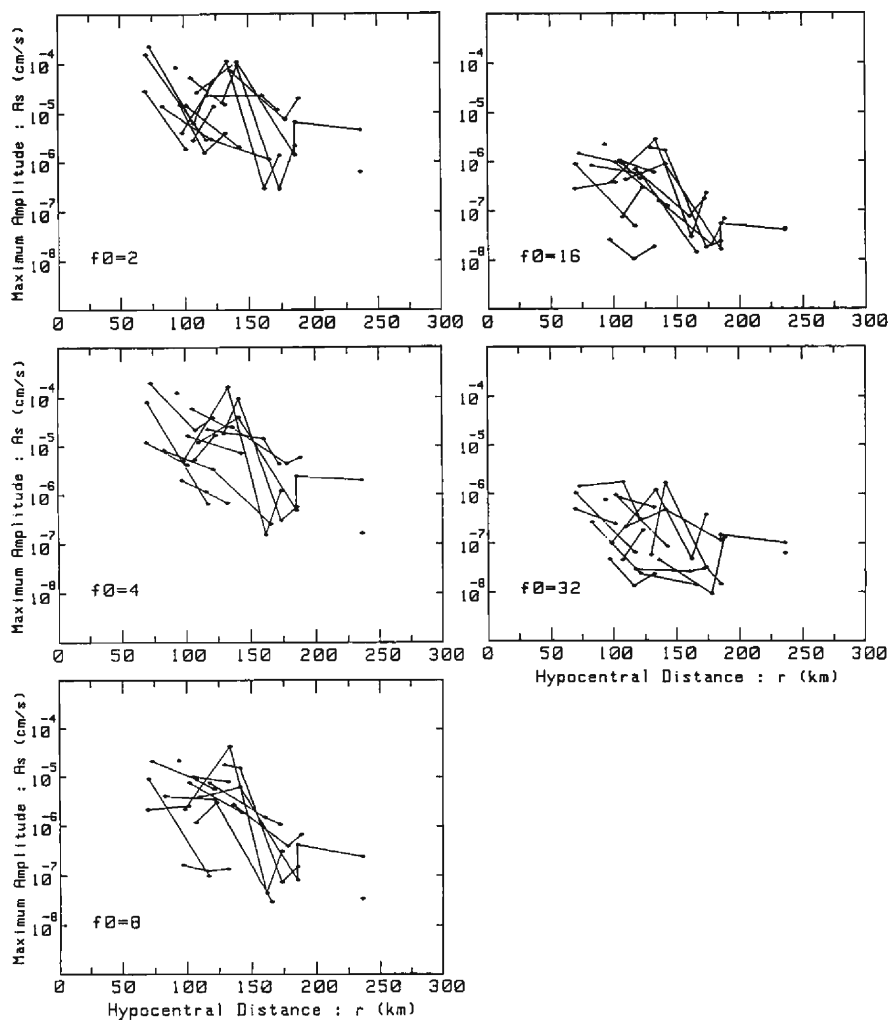 Maximum Amplitude : As (cm/s)
10⁻⁴
10⁻⁵
10⁻⁶
10⁻⁷
10⁻⁸
f0=2
0 50 100 150 200 250 300
10⁻⁴
10⁻⁵
10⁻⁶
10⁻⁷
10⁻⁸
f0=16
0 50 100 150 200 250 300
Maximum Amplitude : As (cm/s)
10⁻⁴
10⁻⁵
10⁻⁶
10⁻⁷
10⁻⁸
f0=4
0 50 100 150 200 250 300
10⁻⁴
10⁻⁵
10⁻⁶
10⁻⁷
10⁻⁸
f0=32
0 50 100 150 200 250 300
Hypocentral Distance : r (km)
Maximum Amplitude : As (cm/s)
10⁻⁴
10⁻⁵
10⁻⁶
10⁻⁷
10⁻⁸
f0=8
0 50 100 150 200 250 300
Hypocentral Distance : r (km)